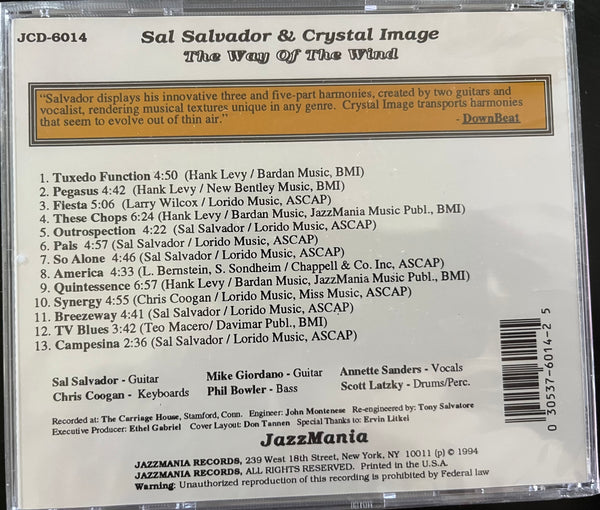 JCD-6014
Sal Salvador & Crystal Image
The Way Of The Wind
"Salvador displays his innovative three and five-part harmonies, created by two guitars and
vocalist, rendering musical textures unique in any genre. Crystal Image transports harmonies
that seem to evolve out of thin air."
- DownBeat
1. Tuxedo Function 4:50 (Hank Levy / Bardan Music, BMI)
2. Pegasus 4:42 (Hank Levy / New Bentley Music, BMI)
3. Fiesta 5:06 (Larry Wilcox / Lorido Music, ASCAP)
4. These Chops 6:24 (Hank Levy / Bardan Music, JazzMania Music Publ., BMI)
5. Outrospection 4:22 (Sal Salvador / Lorido Music, ASCAP)
6. Pals 4:57 (Sal Salvador / Lorido Music, ASCAP)
7. So Alone 4:46 (Sal Salvador / Lorido Music, ASCAP)
8. America 4:33 (L. Bernstein, S. Sondheim / Chappell & Co. Inc, ASCAP)
9. Quintessence 6:57 (Hank Levy / Bardan Music, JazzMania Music Publ., BMI)
10. Synergy 4:55 (Chris Coogan / Lorido Music, Miss Music, ASCAP)
11. Breezeway 4:41 (Sal Salvador / Lorido Music, ASCAP)
12. TV Blues 3:42 (Teo Macero/ Davimar Publ., BMI)
13. Campesina 2:36 (Sal Salvador / Lorido Music, ASCAP)
Sal Salvador - Guitar Mike Giordano - Guitar Annette Sanders - Vocals
Chris Coogan - Keyboards Phil Bowler - Bass Scott Latzky - Drums/Perc.
Recorded at: The Carriage House, Stamford, Conn. Engineer: John Montenese Re-engineered by: Tony Salvatore
Executive Producer: Ethel Gabriel Cover Layout: Don Tannen Special Thanks to: Ervin Litkei
JazzMania
JAZZMANIA RECORDS, 239 West 18th Street, New York, NY 10011 (p) © 1994
JAZZMANIA RECORDS, ALL RIGHTS RESERVED. Printed in the U.S.A.
Warning: Unauthorized reproduction of this recording is prohibited by Federal law
0 30537-6014-2 5